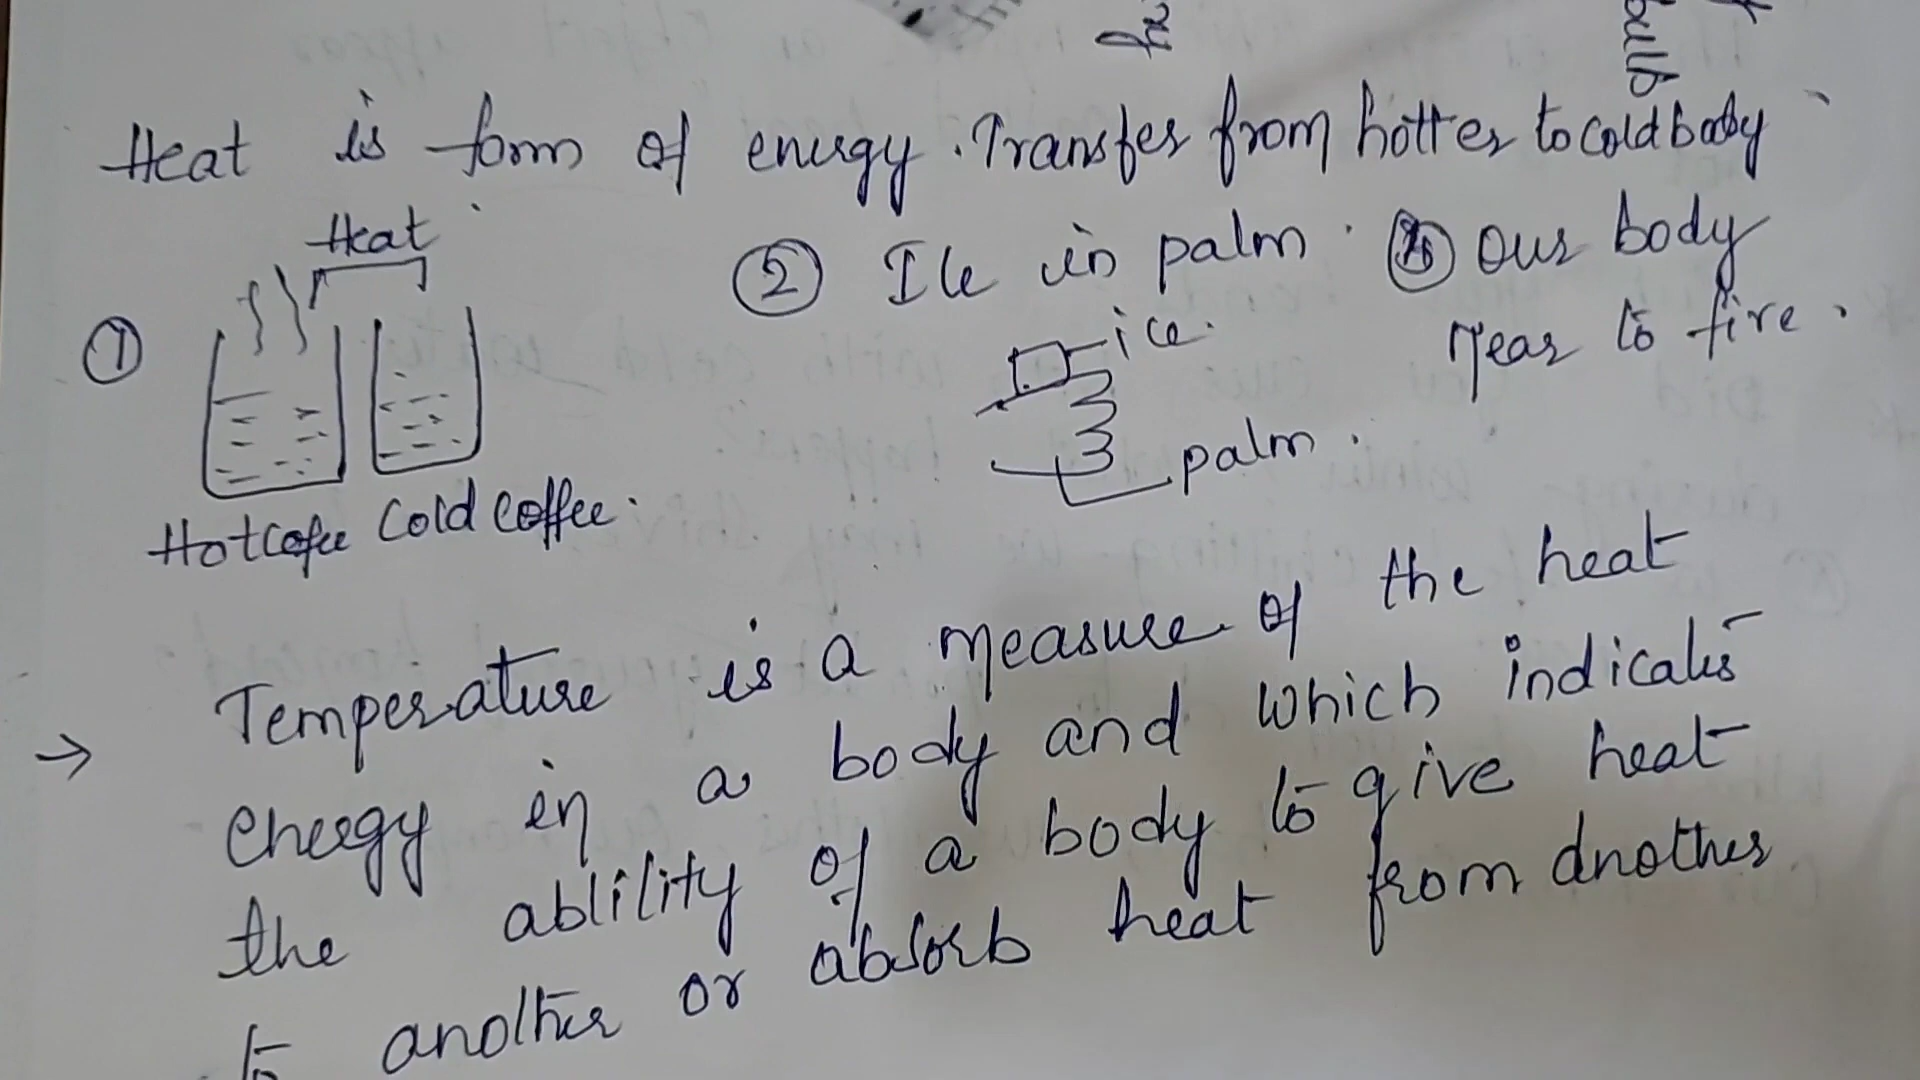 bulb
Heat is form of energy. Transfer from hotter to cold body
Heat
① ② Ice in palm. ③ our body
near to fire.
ice.
palm.
Hot cofee Cold coffee.
Temperature is a measure of the heat
→ energy in a body and which indicates
the ablility of a body to give heat
to another or absorb heat from another